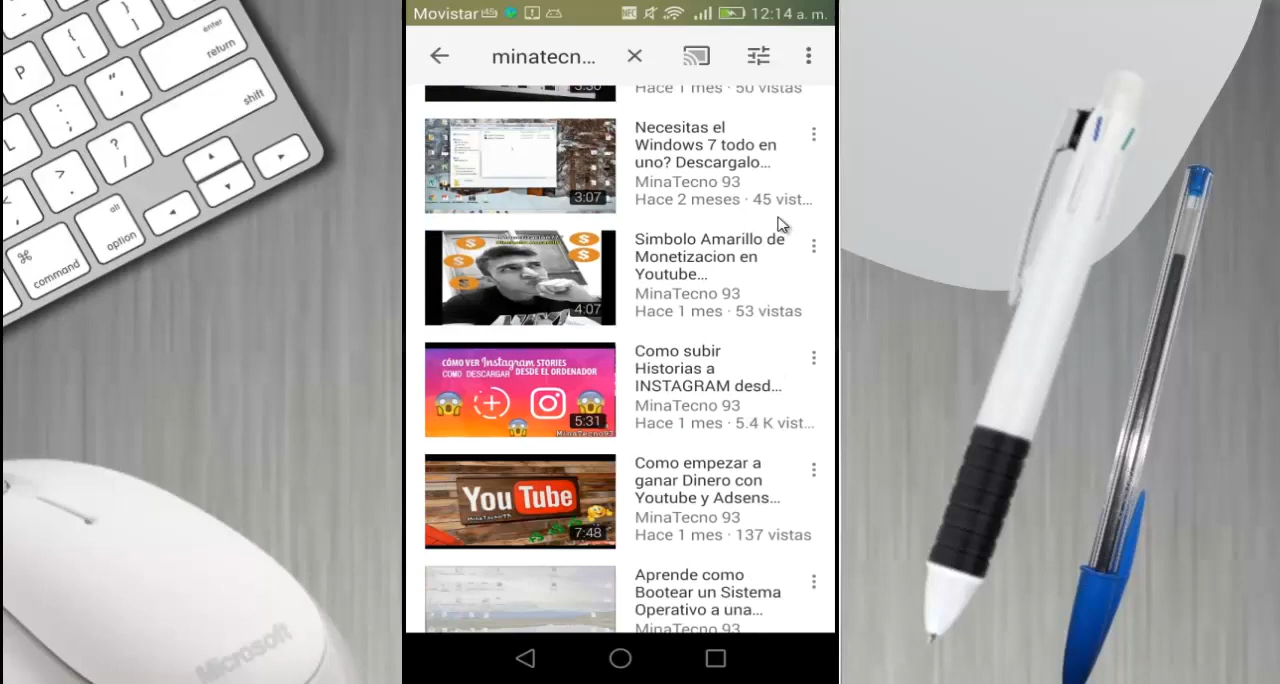 Movistar 12:14 a. m.
minatecn...
3:30
Hace 1 mes · 50 vistas
Necesitas el
Windows 7 todo en
uno? Descargalo...
MinaTecno 93
Hace 2 meses · 45 vist...
3:07
Simbolo Amarillo de
Monetizacion en
Youtube...
MinaTecno 93
Hace 1 mes · 53 vistas
4:07
Como subir
Historias a
INSTAGRAM desd...
MinaTecno 93
Hace 1 mes · 5.4 K vist...
CÓMO VER Instagram STORIES
COMO DESCARGAR DESDE EL ORDENADOR
5:31
MinaTecno93
Como empezar a
ganar Dinero con
Youtube y Adsens...
MinaTecno 93
Hace 1 mes · 137 vistas
YouTube
MinaTecno93
7:48
Aprende como
Bootear un Sistema
Operativo a una...
MinaTecno 93
enter
return
shift
alt
option
command
P
{
[
}
]
"
'
:
;
L
?
/
>
.
Microsoft